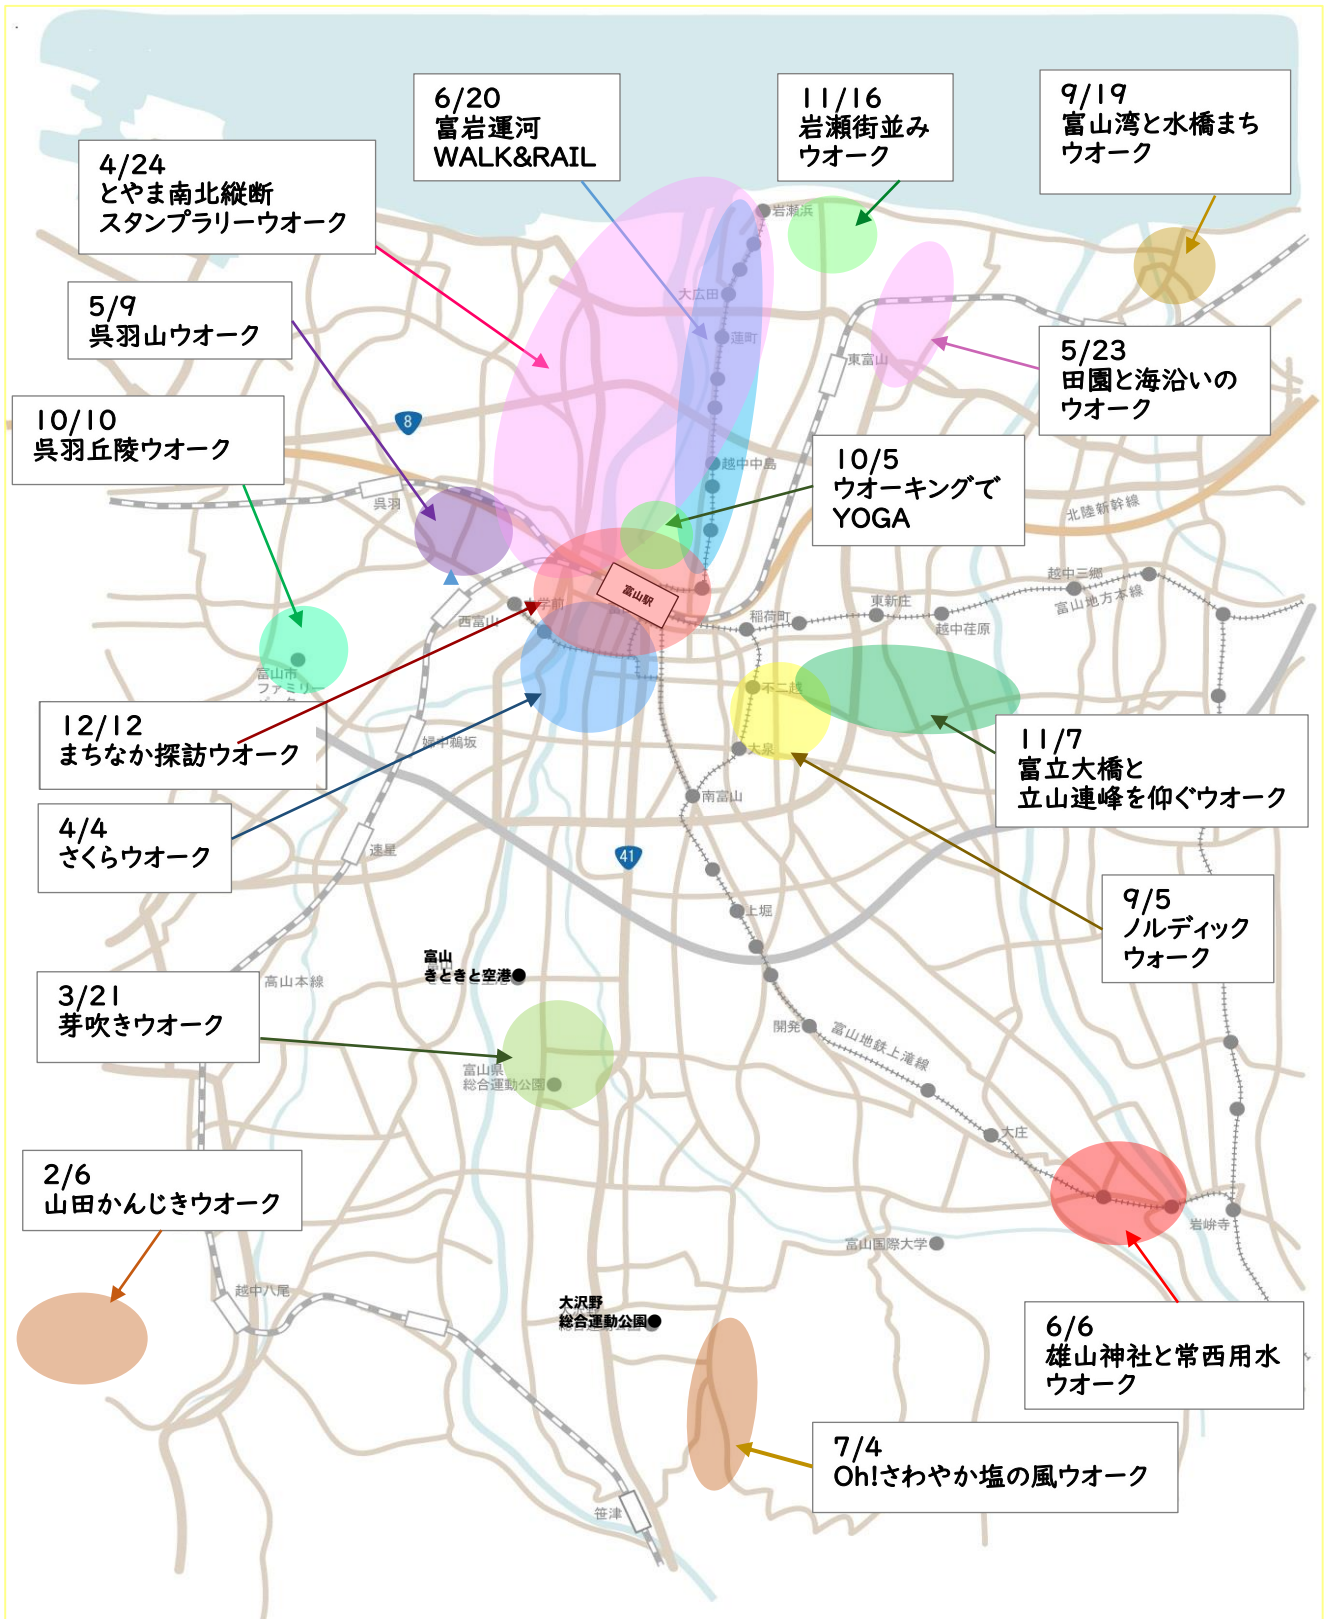 6/20
富岩運河
WALK&RAIL
11/16
岩瀬街並み
ウオーク
9/19
富山湾と水橋まち
ウオーク
4/24
とやま南北縦断
スタンプラリーウオーク
岩瀬浜
大広田
蓮町
5/9
呉羽山ウオーク
東富山
5/23
田園と海沿いの
ウオーク
10/10
呉羽丘陵ウオーク
8
越中中島
10/5
ウオーキングで
YOGA
呉羽
北陸新幹線
富山駅
大学前
西富山
稲荷町
東新庄
越中荏原
越中三郷
富山地方本線
富山市
ファミリー
パーク
不二越
大泉
12/12
まちなか探訪ウオーク
婦中鵜坂
南富山
11/7
富立大橋と
立山連峰を仰ぐウオーク
4/4
さくらウオーク
速星
41
上堀
9/5
ノルディック
ウォーク
富山
きときと空港
高山本線
3/21
芽吹きウオーク
開発
富山地鉄上滝線
富山県
総合運動公園
大庄
2/6
山田かんじきウオーク
岩峅寺
富山国際大学
越中八尾
大沢野
総合運動公園
6/6
雄山神社と常西用水
ウオーク
7/4
Oh!さわやか塩の風ウオーク
笹津